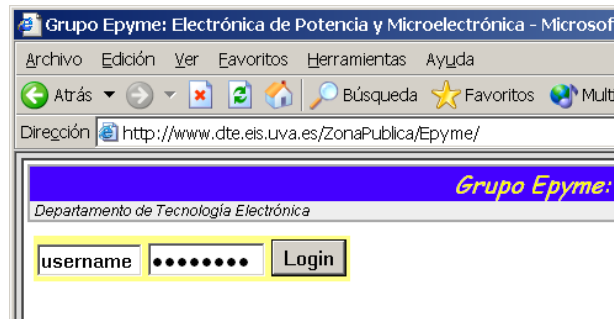 Grupo Epyme: Electrónica de Potencia y Microelectrónica - Microsof
Archivo Edición Ver Favoritos Herramientas Ayuda
Atrás Búsqueda Favoritos Mult
Dirección http://www.dte.eis.uva.es/ZonaPublica/Epyme/
Grupo Epyme:
Departamento de Tecnología Electrónica
username •••••••• Login